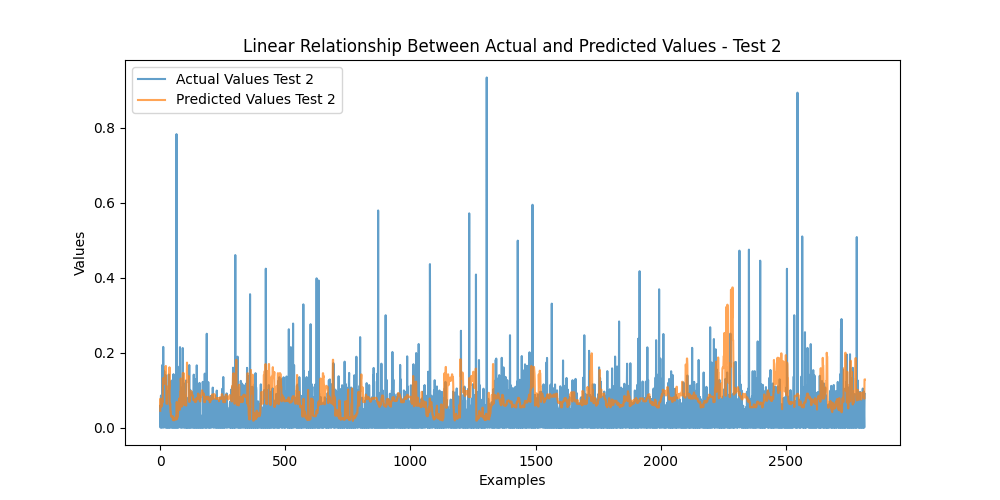 Linear Relationship Between Actual and Predicted Values - Test 2
Actual Values Test 2
Predicted Values Test 2
Values
0.8
0.6
0.4
0.2
0.0
0 500 1000 1500 2000 2500
Examples